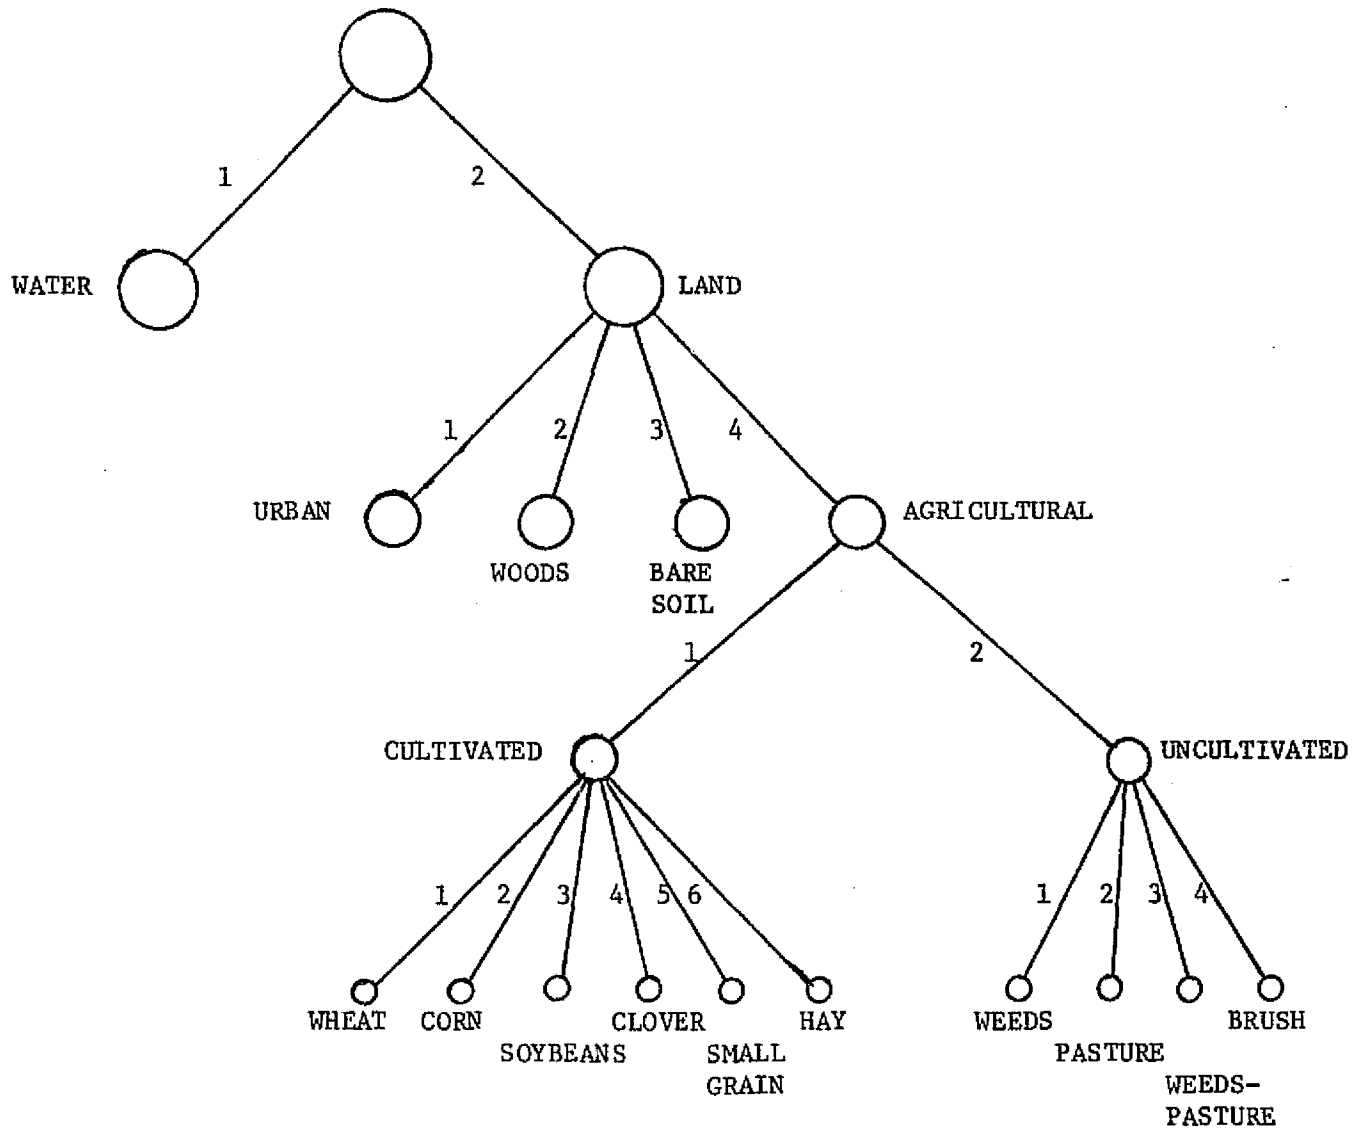 1
2
WATER
LAND
1
2
3
4
URBAN
AGRICULTURAL
WOODS
BARE
SOIL
1
2
CULTIVATED
UNCULTIVATED
1
2
3
4
5
6
1
2
3
4
WHEAT
CORN
SOYBEANS
CLOVER
SMALL
GRAIN
HAY
WEEDS
PASTURE
WEEDS-
PASTURE
BRUSH